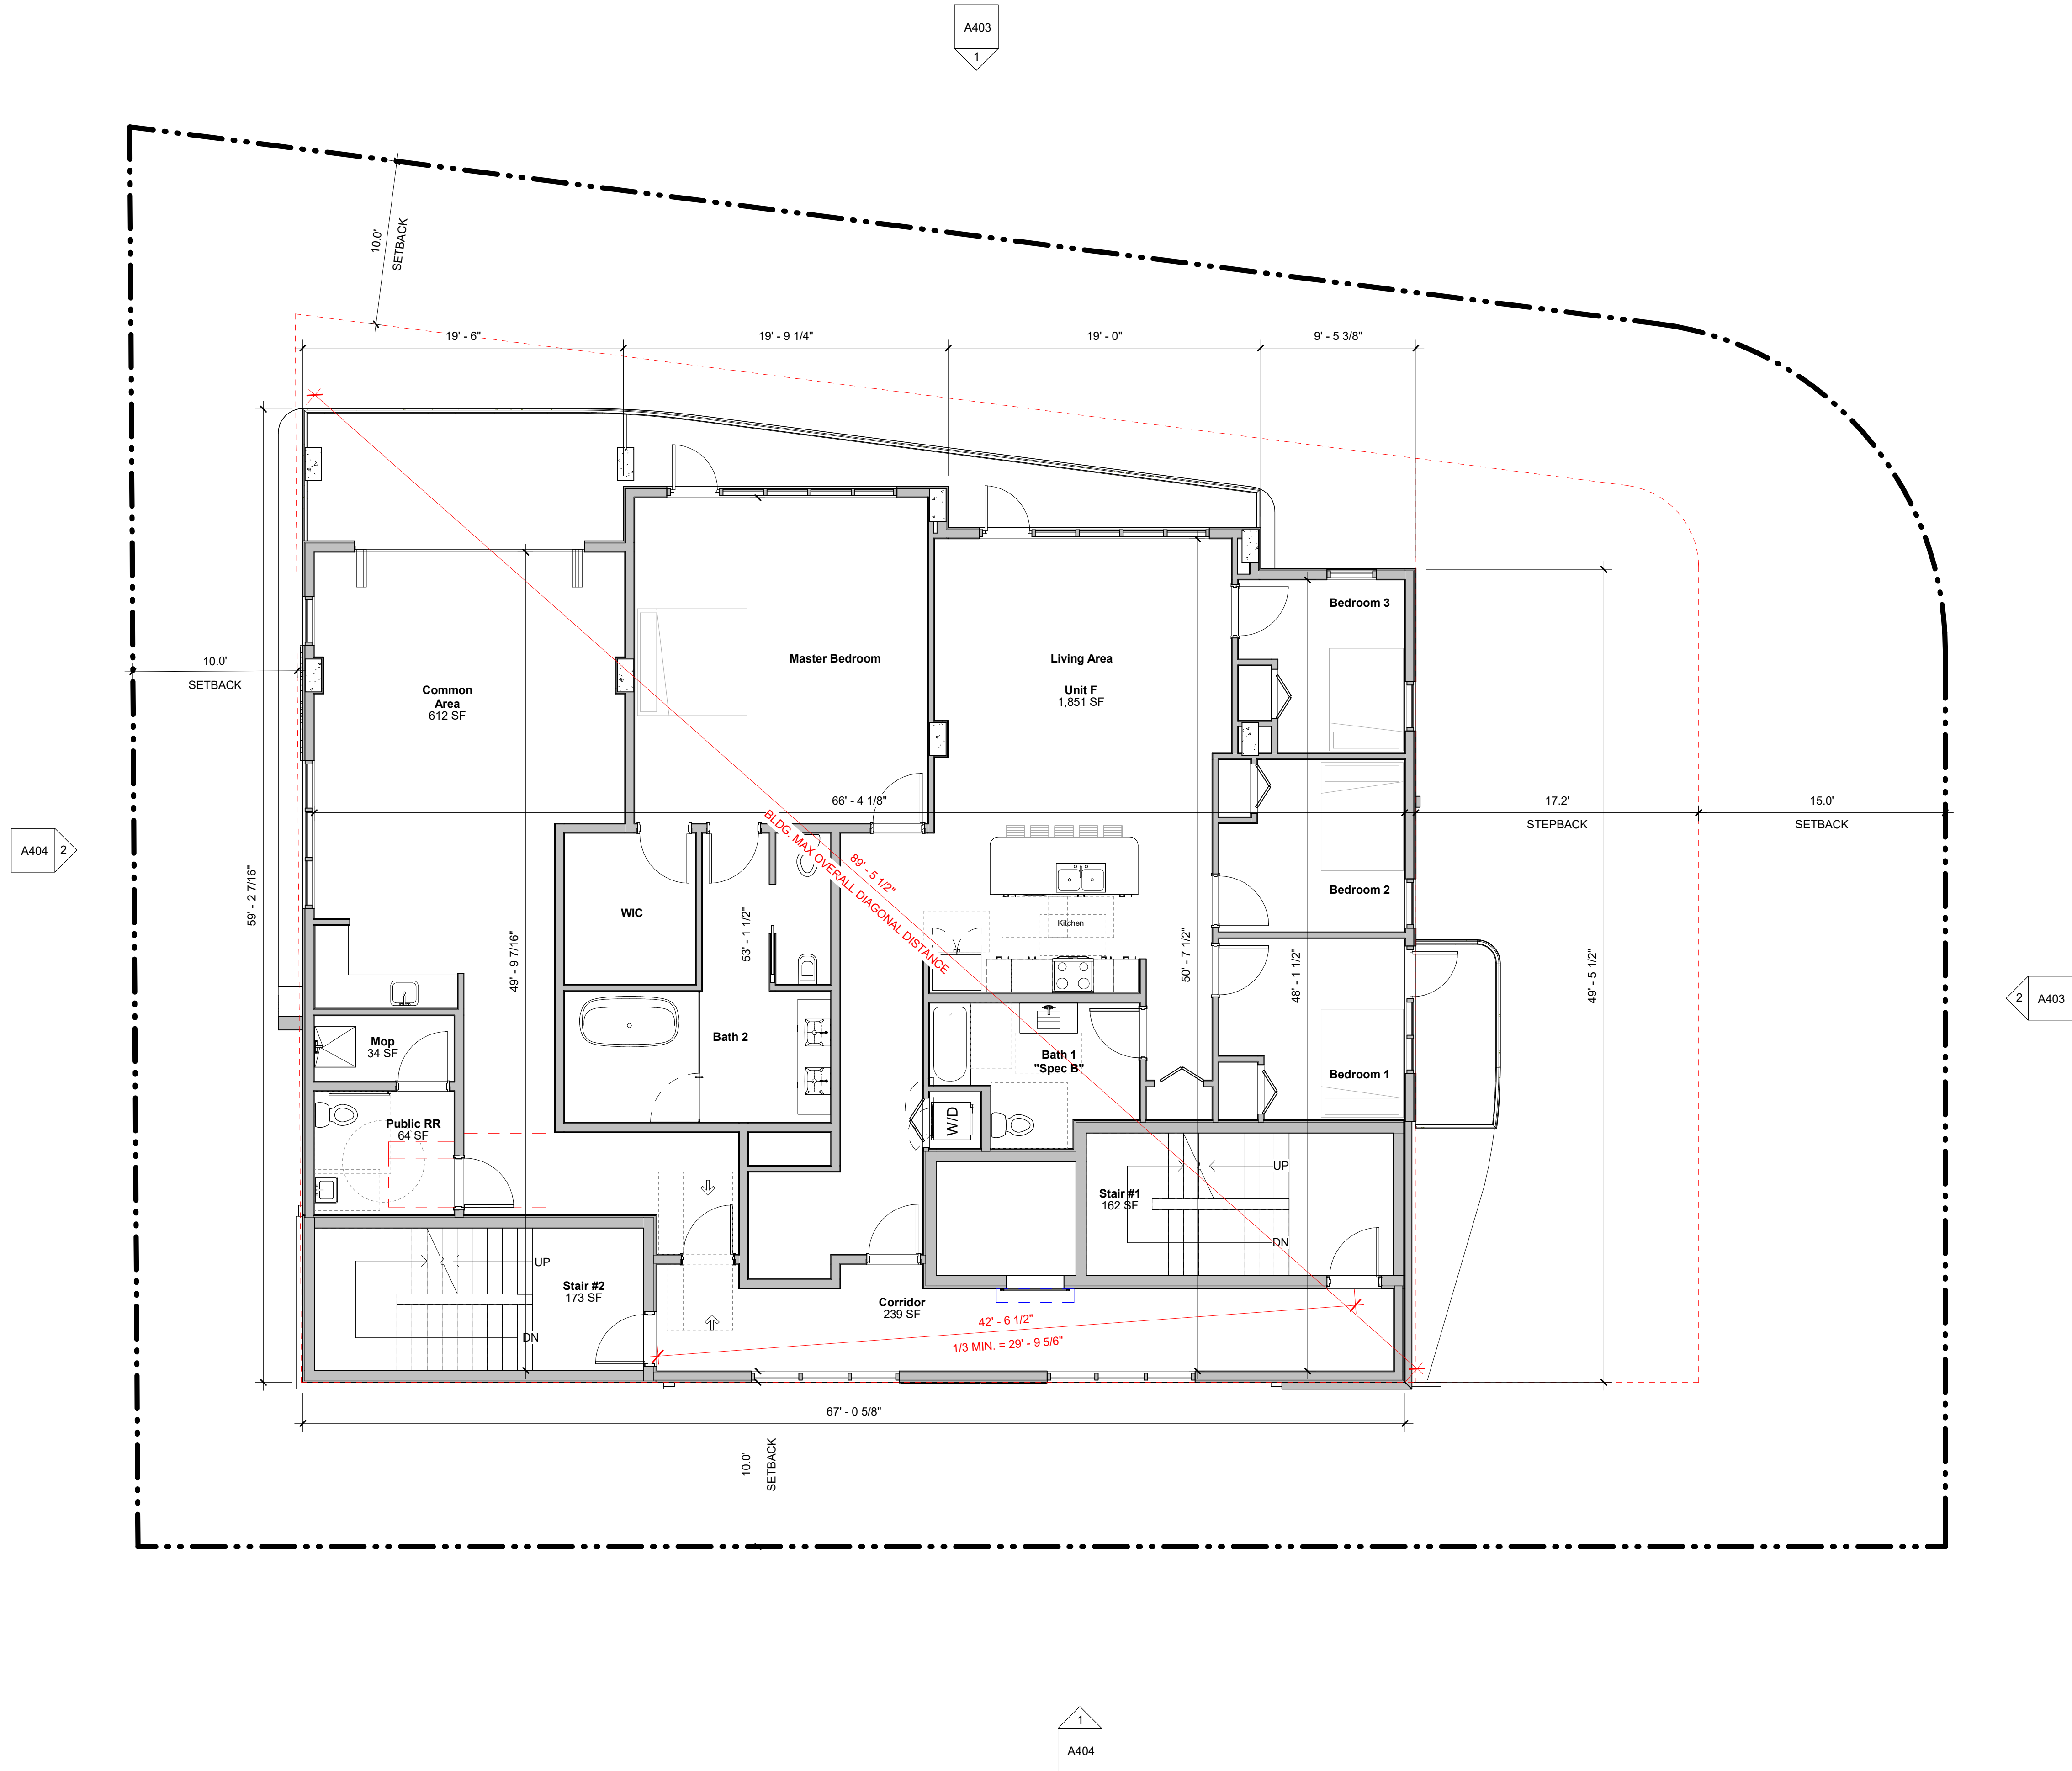 A403
1
10.0'
SETBACK
19' - 6"
19' - 9 1/4"
19' - 0"
9' - 5 3/8"
Bedroom 3
Master Bedroom
Living Area
10.0'
SETBACK
Common
Area
612 SF
Unit F
1,851 SF
66' - 4 1/8"
17.2'
STEPBACK
15.0'
SETBACK
A404
2
89' - 5 1/2"
BLDG. MAX OVERALL DIAGONAL DISTANCE
59' - 2 7/16"
Bedroom 2
WIC
Kitchen
49' - 9 7/16"
53' - 1 1/2"
50' - 7 1/2"
48' - 1 1/2"
49' - 5 1/2"
2
A403
Mop
34 SF
Bath 2
Bath 1
"Spec B"
Bedroom 1
Public RR
64 SF
W/D
UP
Stair #1
162 SF
DN
UP
Stair #2
173 SF
DN
Corridor
239 SF
42' - 6 1/2"
1/3 MIN. = 29' - 9 5/6"
67' - 0 5/8"
10.0'
SETBACK
1
A404